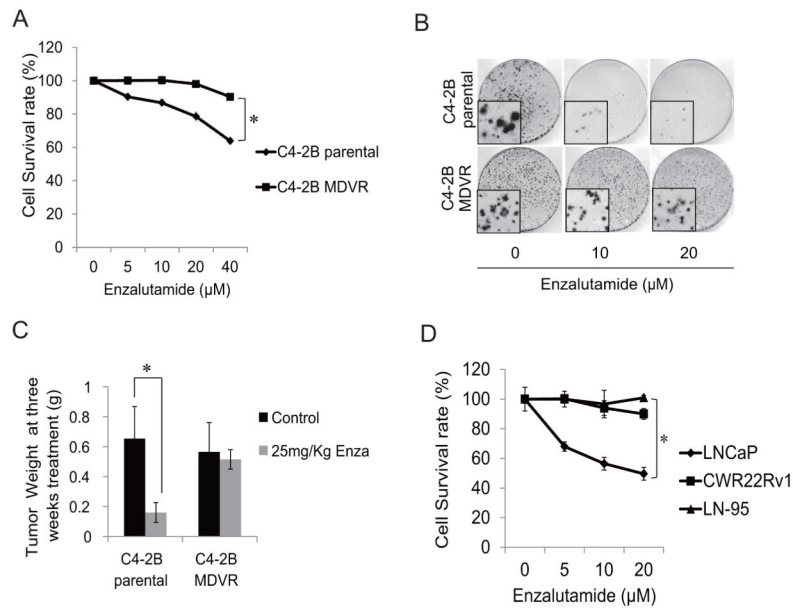 A
120
100
80
60
40
20
0
Cell Survival rate (%)
*
C4-2B parental
C4-2B MDVR
0 5 10 20 40
Enzalutamide (µM)
B
C4-2B
parental
C4-2B
MDVR
0 10 20
Enzalutamide (µM)
C
Tumor Weight at three
weeks treatment (g)
1
0.8
0.6
0.4
0.2
0
*
Control
25mg/Kg Enza
C4-2B
parental
C4-2B
MDVR
D
Cell Survival rate (%)
120
100
80
60
40
20
0
*
LNCaP
CWR22Rv1
LN-95
0 5 10 20
Enzalutamide (µM)